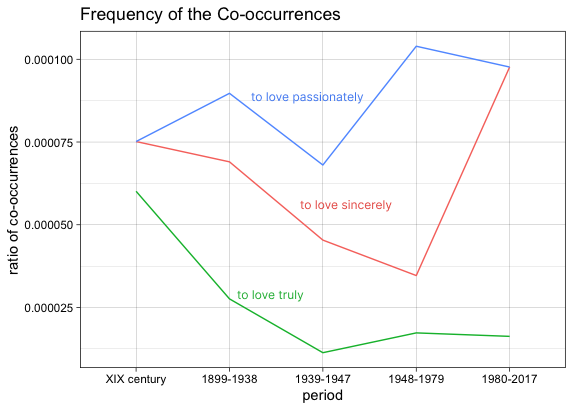 Frequency of the Co-occurrences
ratio of co-occurrences
0.000100
0.000075
0.000050
0.000025
to love passionately
to love sincerely
to love truly
XIX century 1899-1938 1939-1947 1948-1979 1980-2017
period